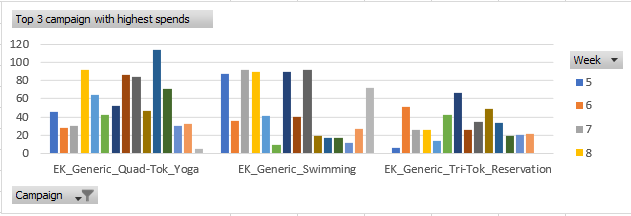 Top 3 campaign with highest spends
120
100
80
60
40
20
0
EK_Generic_Quad-Tok_Yoga
EK_Generic_Swimming
EK_Generic_Tri-Tok_Reservation
Week
5
6
7
8
Campaign